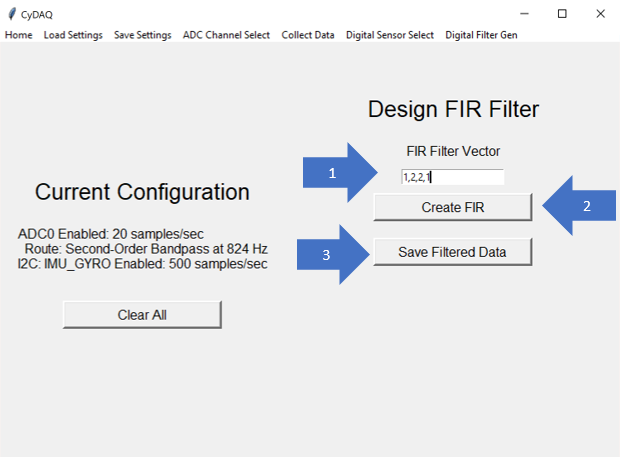 CyDAQ
Home Load Settings Save Settings ADC Channel Select Collect Data Digital Sensor Select Digital Filter Gen
Design FIR Filter
FIR Filter Vector
1
1,2,2,1
Create FIR
2
3
Save Filtered Data
Current Configuration
ADC0 Enabled: 20 samples/sec
Route: Second-Order Bandpass at 824 Hz
I2C: IMU_GYRO Enabled: 500 samples/sec
Clear All